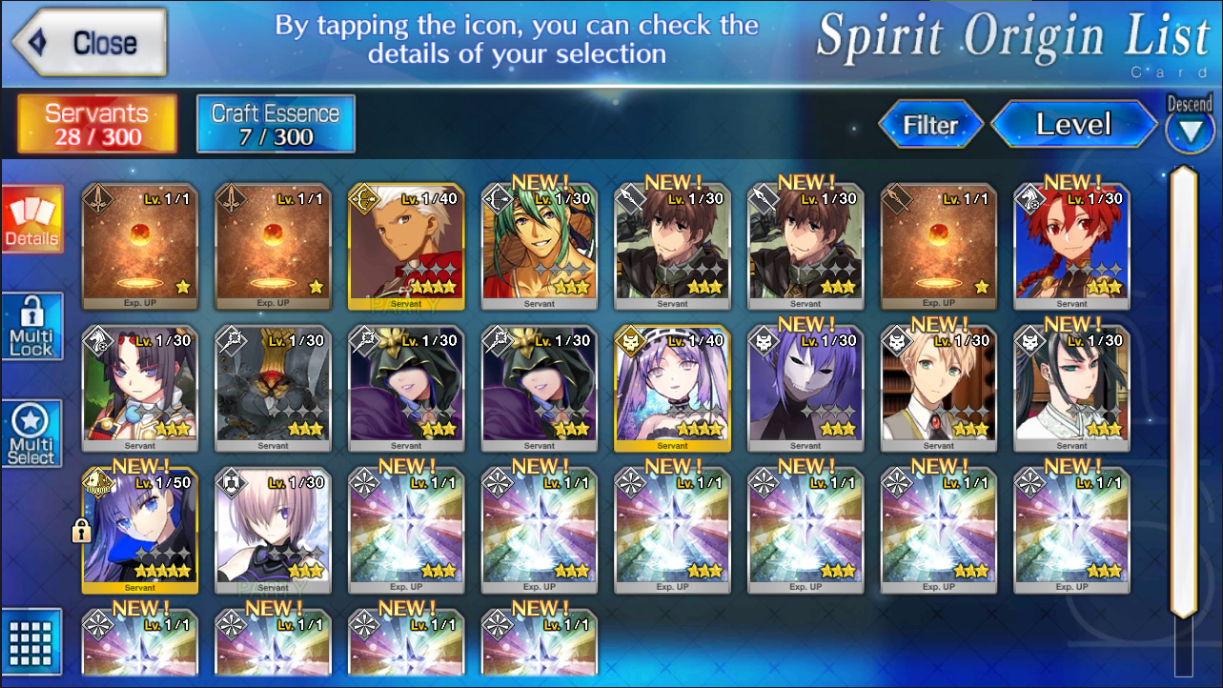 Close
By tapping the icon, you can check the
details of your selection
Spirit Origin List
Card
Servants
28 / 300
Craft Essence
7 / 300
Filter
Level
Descend
Details
Multi
Lock
Multi
Select
Lv. 1/1
Exp. UP
Lv. 1/1
Exp. UP
Lv. 1/40
Servant
PARTY
NEW!
Lv. 1/30
Servant
NEW!
Lv. 1/30
Servant
NEW!
Lv. 1/30
Servant
Lv. 1/1
Exp. UP
NEW!
Lv. 1/30
Servant
Lv. 1/30
Servant
Lv. 1/30
Servant
Lv. 1/30
Servant
Lv. 1/30
Servant
Lv. 1/40
Servant
NEW!
Lv. 1/30
Servant
NEW!
Lv. 1/30
Servant
NEW!
Lv. 1/30
Servant
NEW!
Lv. 1/50
Servant
Lv. 1/30
Servant
PARTY
NEW!
Lv. 1/1
Exp. UP
NEW!
Lv. 1/1
Exp. UP
NEW!
Lv. 1/1
Exp. UP
NEW!
Lv. 1/1
Exp. UP
NEW!
Lv. 1/1
Exp. UP
NEW!
Lv. 1/1
Exp. UP
NEW!
Lv. 1/1
NEW!
Lv. 1/1
NEW!
Lv. 1/1
NEW!
Lv. 1/1